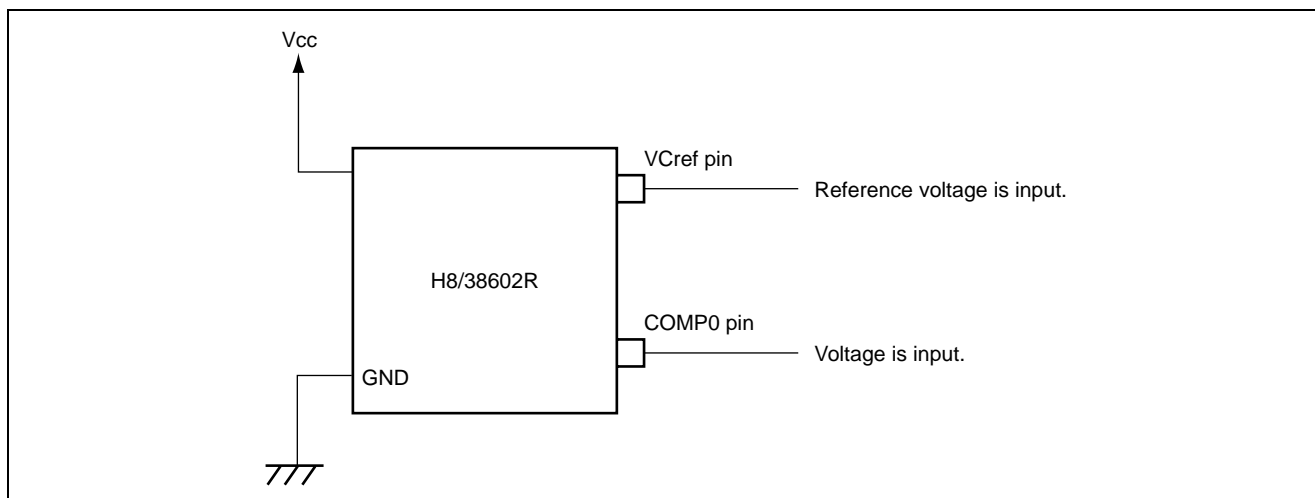 Vcc
VCref pin
Reference voltage is input.
H8/38602R
COMP0 pin
Voltage is input.
GND